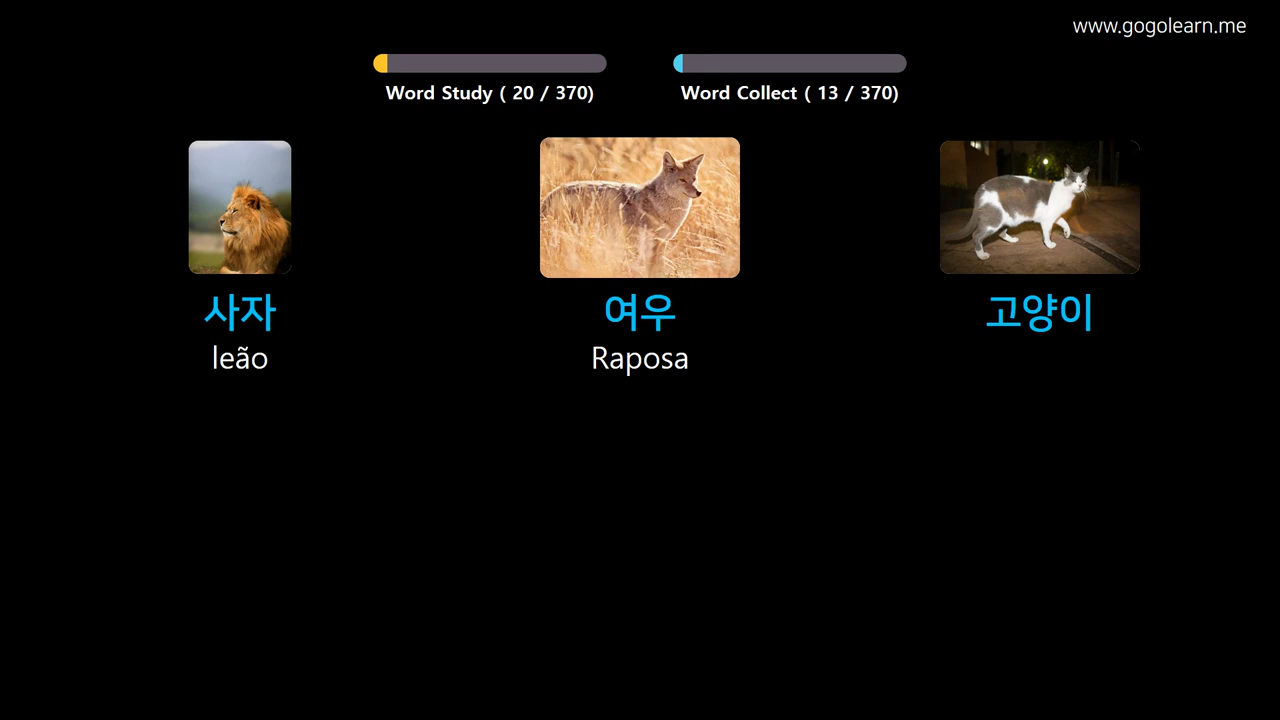 www.gogolearn.me
Word Study ( 20 / 370)
Word Collect ( 13 / 370)
사자
여우
고양이
leão
Raposa